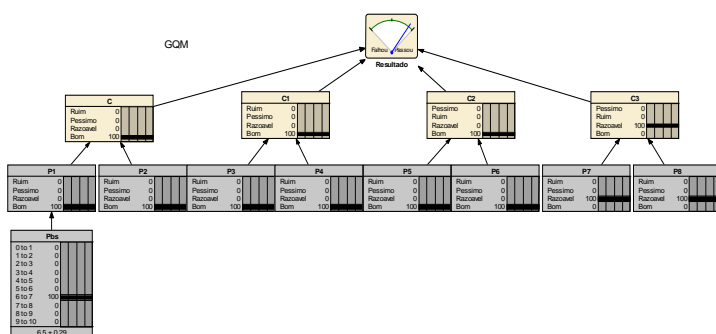 GQM
Falhou Passou
Resultado
C
Ruim 0
Pessimo 0
Razoavel 0
Bom 100
C1
Ruim 0
Pessimo 0
Razoavel 0
Bom 100
C2
Pessimo 0
Ruim 0
Razoavel 0
Bom 100
C3
Pessimo 0
Ruim 0
Razoavel 100
Bom 0
P1
Ruim 0
Pessimo 0
Razoavel 0
Bom 100
P2
Ruim 0
Pessimo 0
Razoavel 0
Bom 100
P3
Ruim 0
Pessimo 0
Razoavel 0
Bom 100
P4
Ruim 0
Pessimo 0
Razoavel 0
Bom 100
P5
Ruim 0
Pessimo 0
Razoavel 0
Bom 100
P6
Ruim 0
Pessimo 0
Razoavel 0
Bom 100
P7
Ruim 0
Pessimo 0
Razoavel 100
Bom 0
P8
Ruim 0
Pessimo 0
Razoavel 100
Bom 0
Pbs
0 to 1 0
1 to 2 0
2 to 3 0
3 to 4 0
4 to 5 0
5 to 6 0
6 to 7 100
7 to 8 0
8 to 9 0
9 to 10 0
6.5 ± 0.29